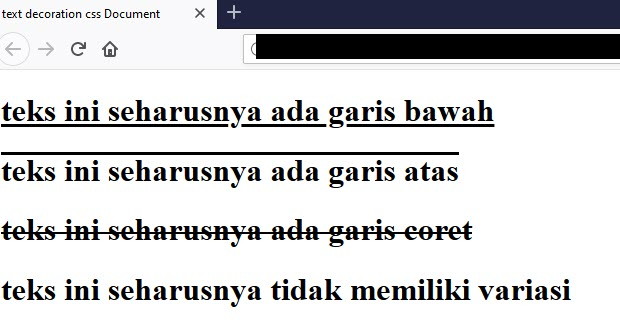 text decoration css Document
teks ini seharusnya ada garis bawah
teks ini seharusnya ada garis atas
teks ini seharusnya ada garis coret
teks ini seharusnya tidak memiliki variasi